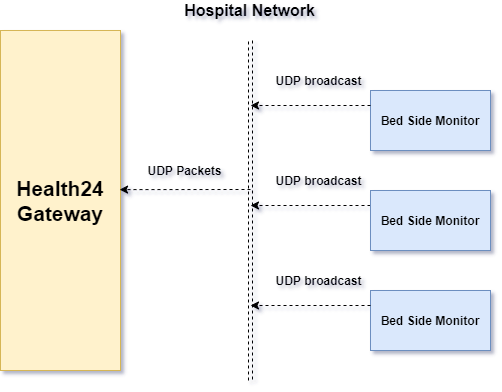 Hospital Network
UDP broadcast
Bed Side Monitor
UDP Packets
UDP broadcast
Health24
Gateway
Bed Side Monitor
UDP broadcast
Bed Side Monitor